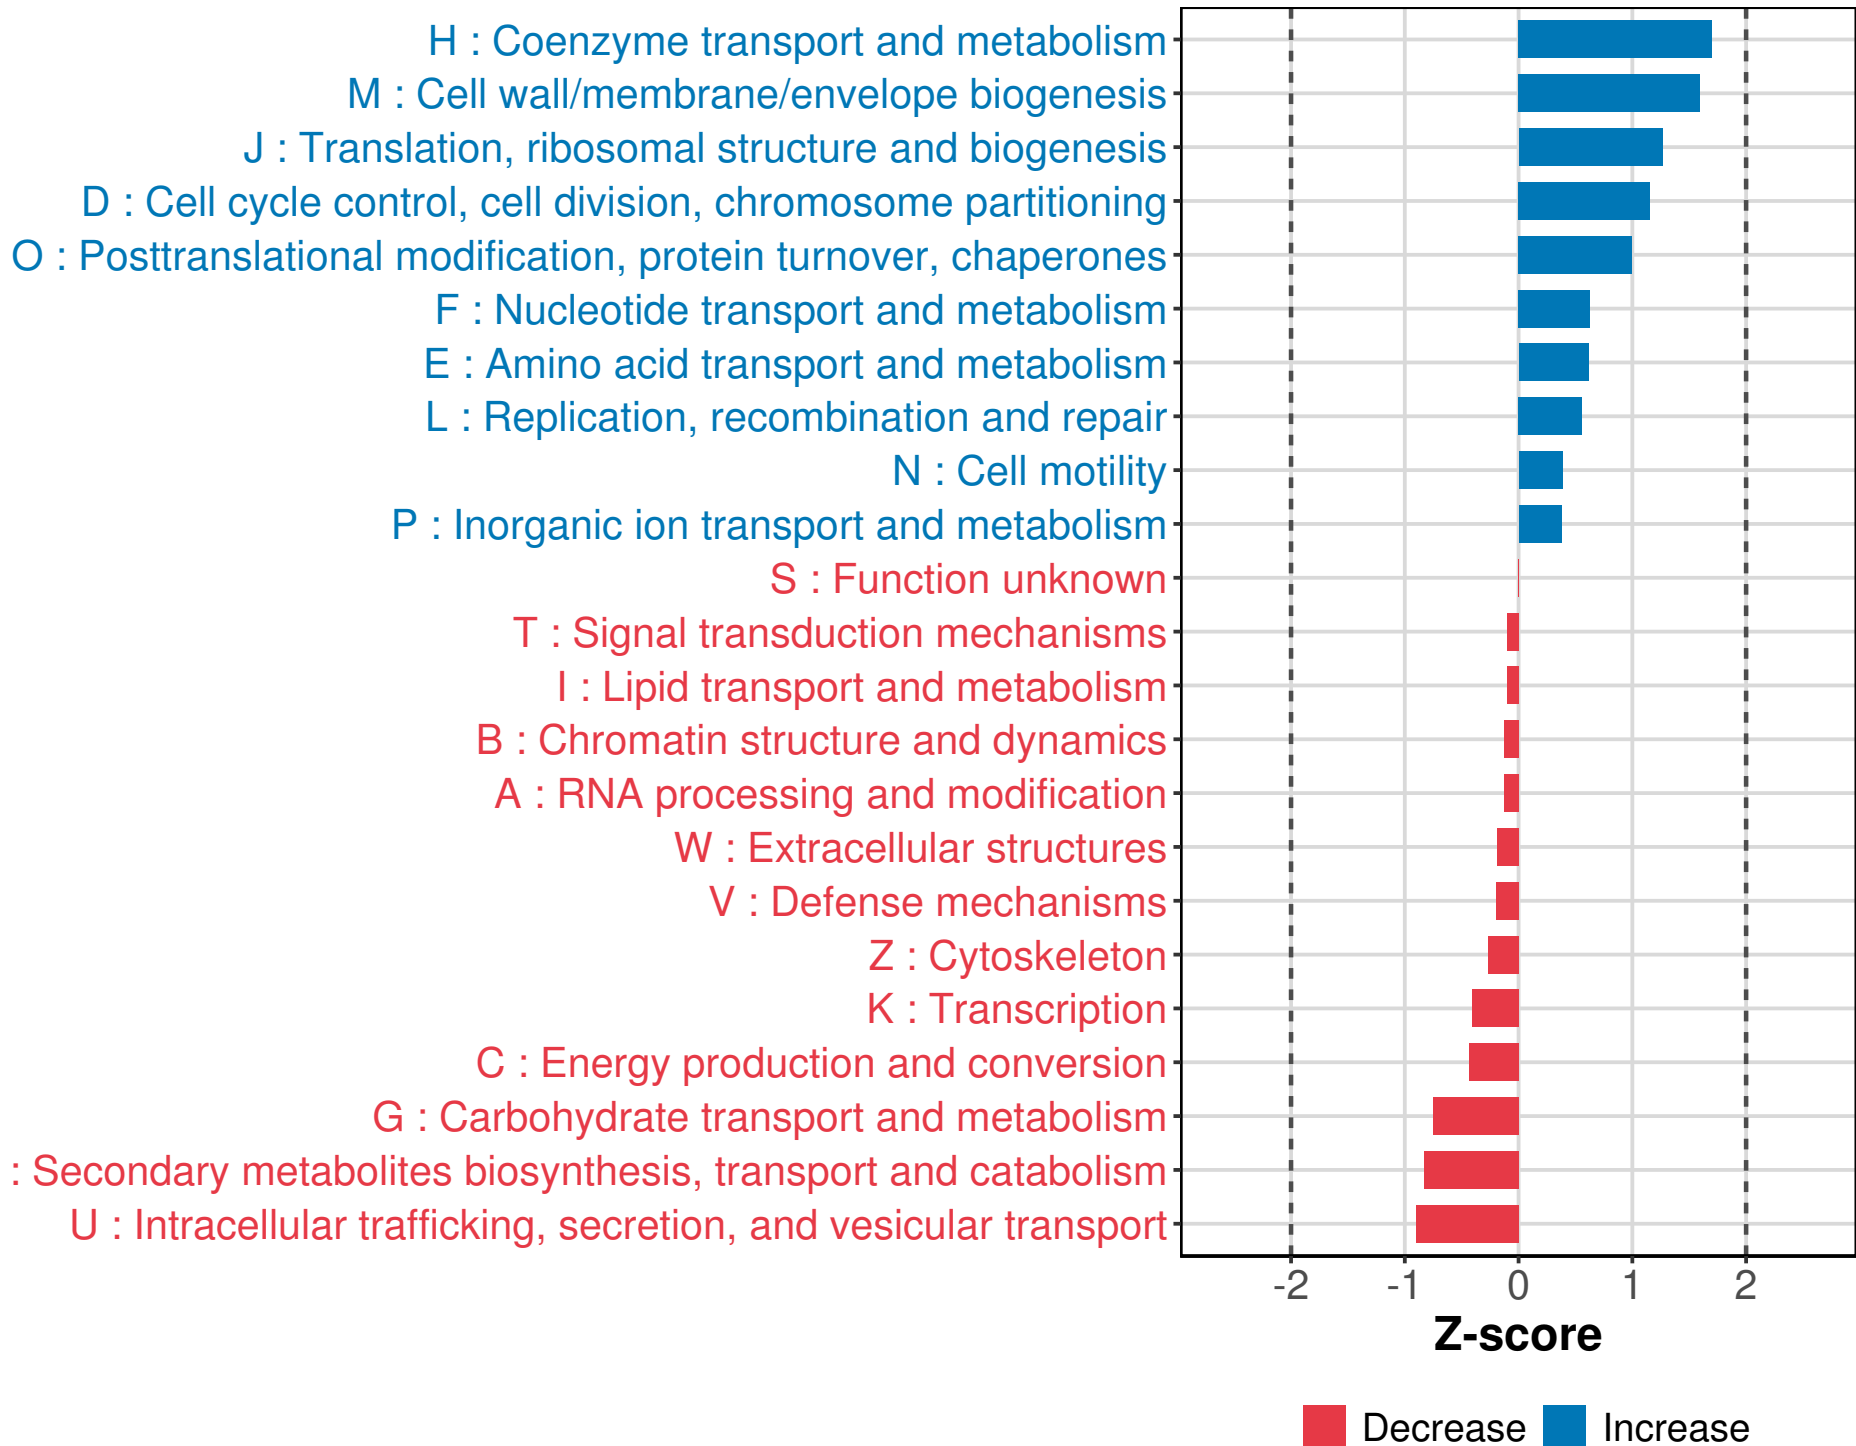 H : Coenzyme transport and metabolism
M : Cell wall/membrane/envelope biogenesis
J : Translation, ribosomal structure and biogenesis
D : Cell cycle control, cell division, chromosome partitioning
O : Posttranslational modification, protein turnover, chaperones
F : Nucleotide transport and metabolism
E : Amino acid transport and metabolism
L : Replication, recombination and repair
N : Cell motility
P : Inorganic ion transport and metabolism
S : Function unknown
T : Signal transduction mechanisms
I : Lipid transport and metabolism
B : Chromatin structure and dynamics
A : RNA processing and modification
W : Extracellular structures
V : Defense mechanisms
Z : Cytoskeleton
K : Transcription
C : Energy production and conversion
G : Carbohydrate transport and metabolism
: Secondary metabolites biosynthesis, transport and catabolism
U : Intracellular trafficking, secretion, and vesicular transport
-2 -1 0 1 2
Z-score
Decrease Increase